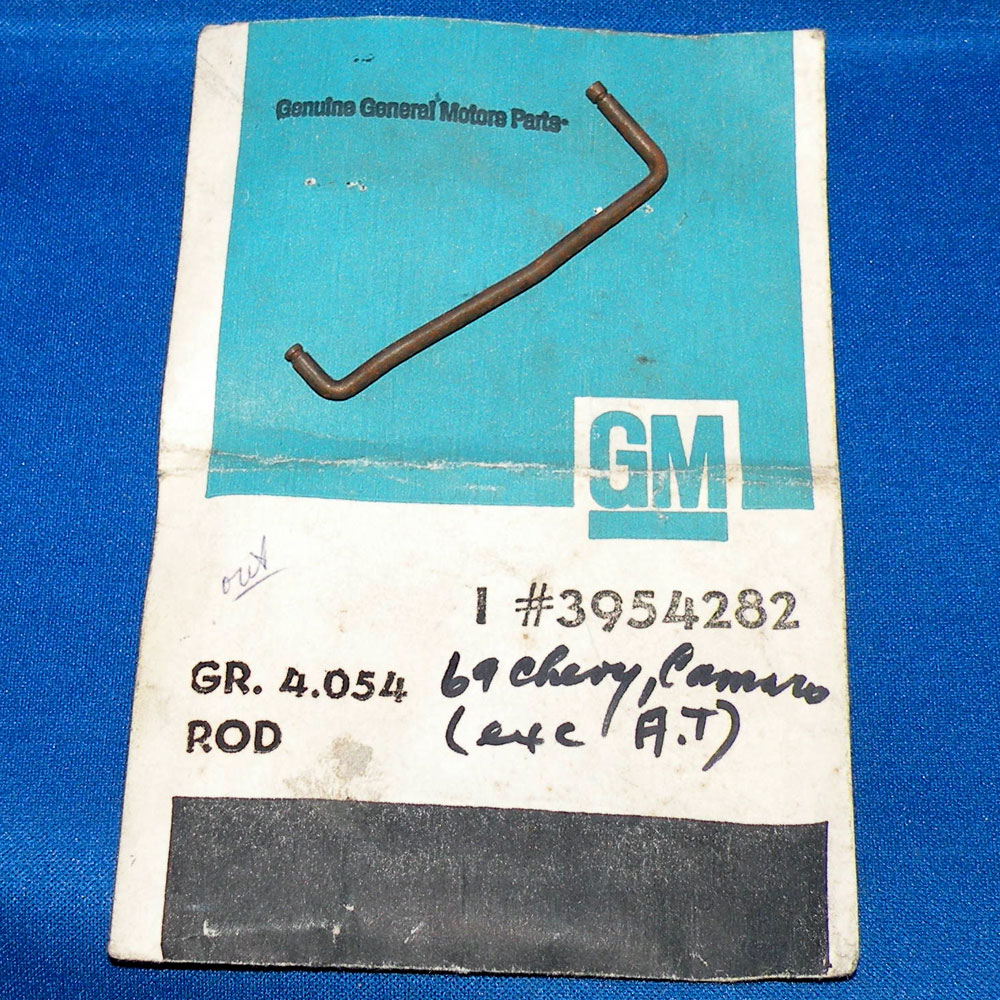 Genuine General Motors Parts
GM
out
1 #3954282
GR. 4.054
69 Chevy, Camaro
ROD
(exc A.T)